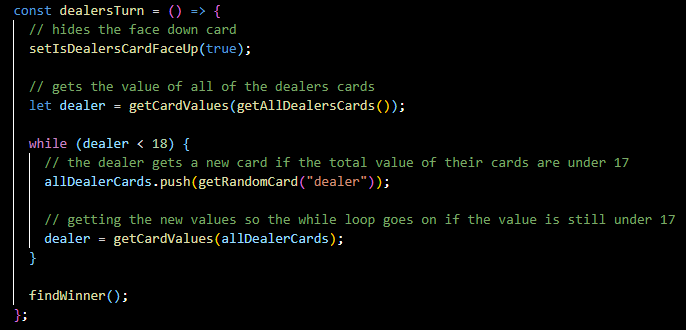 const dealersTurn = () => {
// hides the face down card
setIsDealersCardFaceUp(true);
// gets the value of all of the dealers cards
let dealer = getCardValues(getAllDealersCards());
while (dealer < 18) {
// the dealer gets a new card if the total value of their cards are under 17
allDealerCards.push(getRandomCard("dealer"));
// getting the new values so the while loop goes on if the value is still under 17
dealer = getCardValues(allDealerCards);
}
findWinner();
};